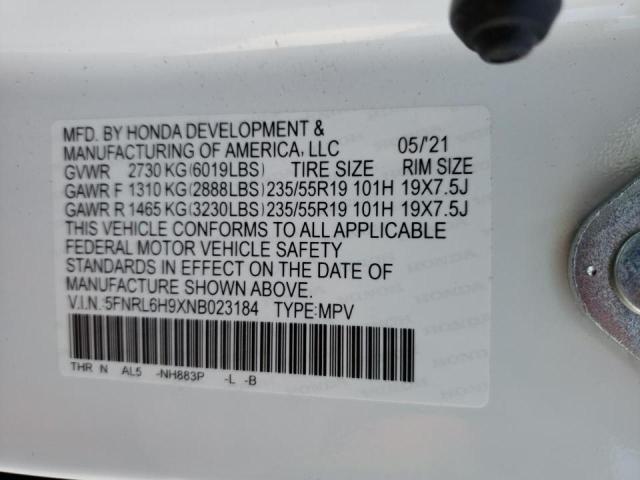 MFD. BY HONDA DEVELOPMENT &
MANUFACTURING OF AMERICA, LLC 05/'21
GVWR 2730 KG(6019LBS) TIRE SIZE RIM SIZE
GAWR F 1310 KG(2888LBS)235/55R19 101H 19X7.5J
GAWR R 1465 KG(3230LBS)235/55R19 101H 19X7.5J
THIS VEHICLE CONFORMS TO ALL APPLICABLE
FEDERAL MOTOR VEHICLE SAFETY
STANDARDS IN EFFECT ON THE DATE OF
MANUFACTURE SHOWN ABOVE.
V.I.N.:5FNRL6H9XNB023184 TYPE:MPV
THR N AL5 -NH883P -L -B